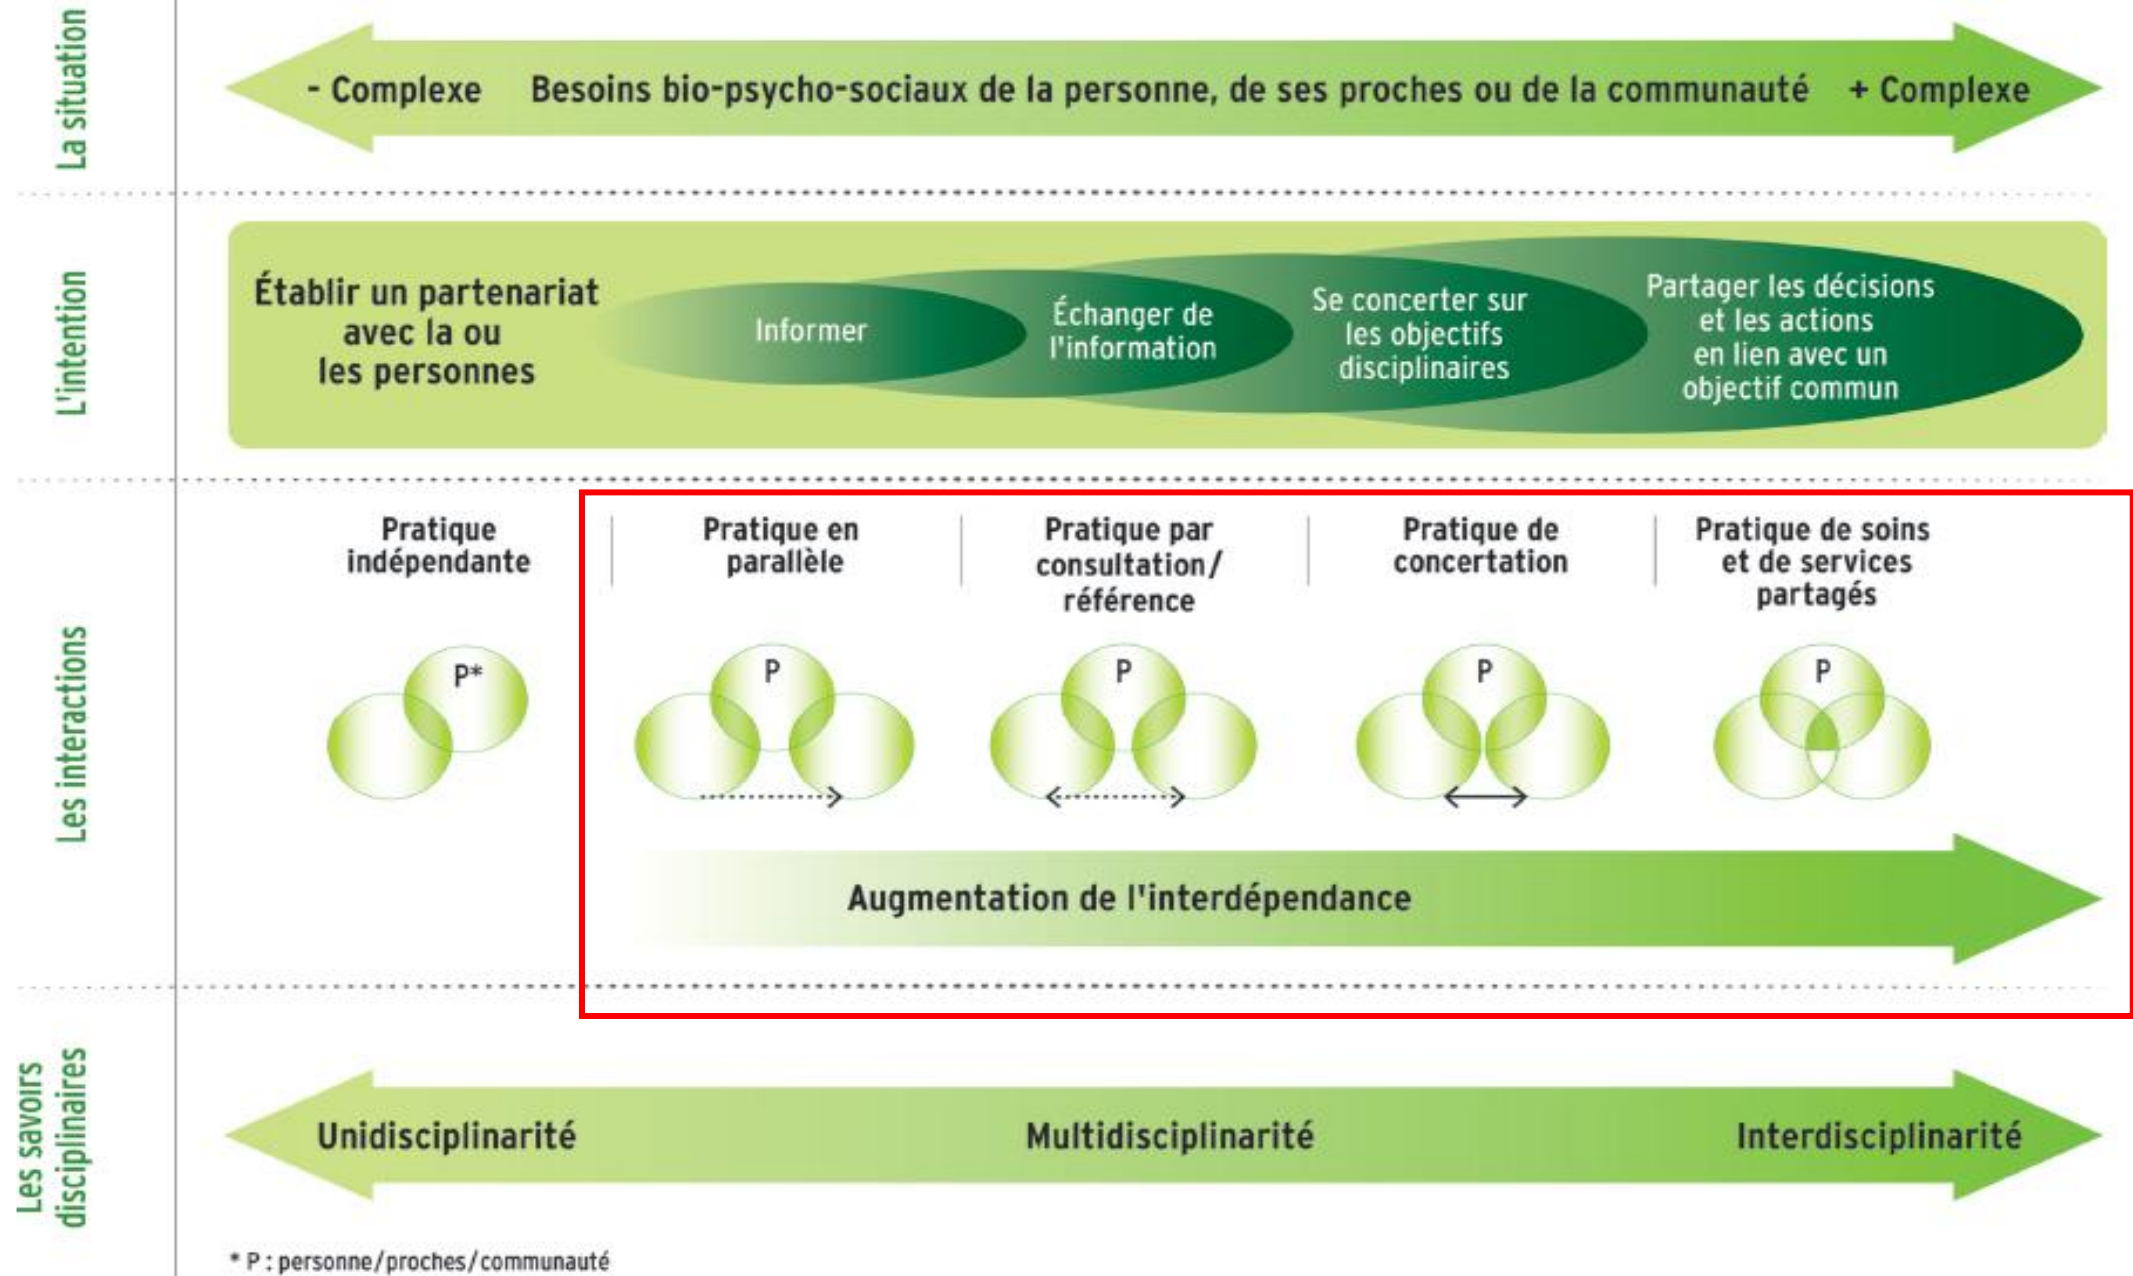 La situation
- Complexe Besoins bio-psycho-sociaux de la personne, de ses proches ou de la communauté + Complexe
L'intention
Établir un partenariat
avec la ou
les personnes
Informer
Échanger de
l'information
Se concerter sur
les objectifs
disciplinaires
Partager les décisions
et les actions
en lien avec un
objectif commun
Les interactions
Pratique
indépendante
Pratique en
parallèle
Pratique par
consultation/
référence
Pratique de
concertation
Pratique de soins
et de services
partagés
P*
P
P
P
P
Augmentation de l'interdépendance
Les savoirs
disciplinaires
Unidisciplinarité
Multidisciplinarité
Interdisciplinarité
* P : personne/proches/communauté